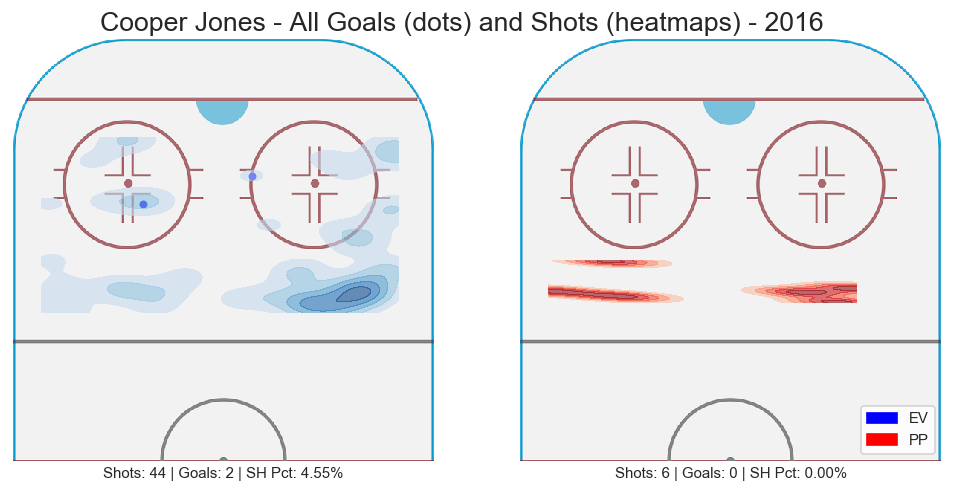 Cooper Jones - All Goals (dots) and Shots (heatmaps) - 2016
EV
PP
Shots: 44 | Goals: 2 | SH Pct: 4.55%
Shots: 6 | Goals: 0 | SH Pct: 0.00%